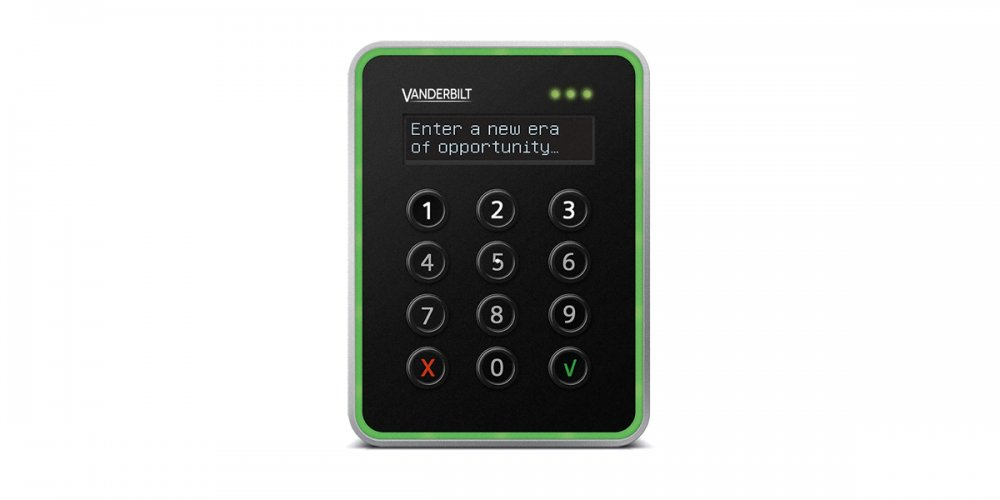 VANDERBILT
Enter a new era
of opportunity…
1 2 3
4 5 6
7 8 9
X 0 √